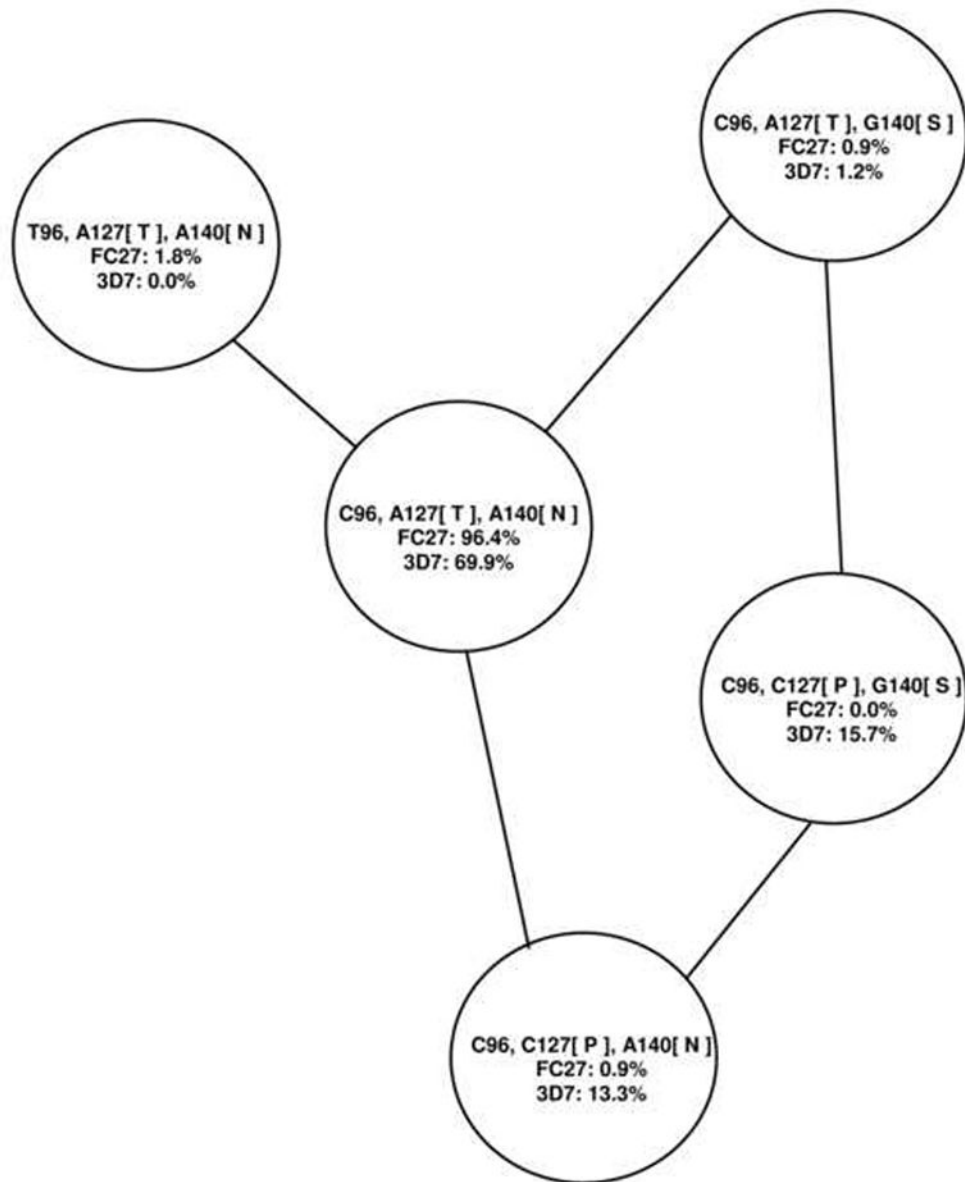 C96, A127[ T ], G140[ S ]
FC27: 0.9%
3D7: 1.2%
T96, A127[ T ], A140[ N ]
FC27: 1.8%
3D7: 0.0%
C96, A127[ T ], A140[ N ]
FC27: 96.4%
3D7: 69.9%
C96, C127[ P ], G140[ S ]
FC27: 0.0%
3D7: 15.7%
C96, C127[ P ], A140[ N ]
FC27: 0.9%
3D7: 13.3%